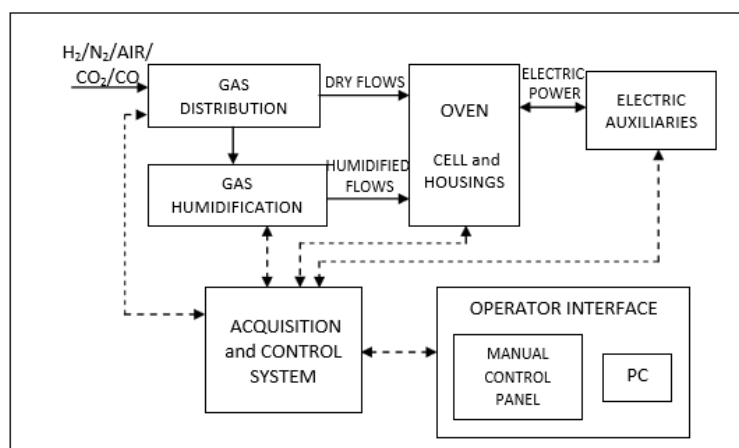 H₂/N₂/AIR/
CO₂/CO
GAS
DISTRIBUTION
DRY FLOWS
OVEN
CELL and
HOUSINGS
ELECTRIC
POWER
ELECTRIC
AUXILIARIES
GAS
HUMIDIFICATION
HUMIDIFIED
FLOWS
ACQUISITION
and CONTROL
SYSTEM
OPERATOR INTERFACE
MANUAL
CONTROL
PANEL
PC